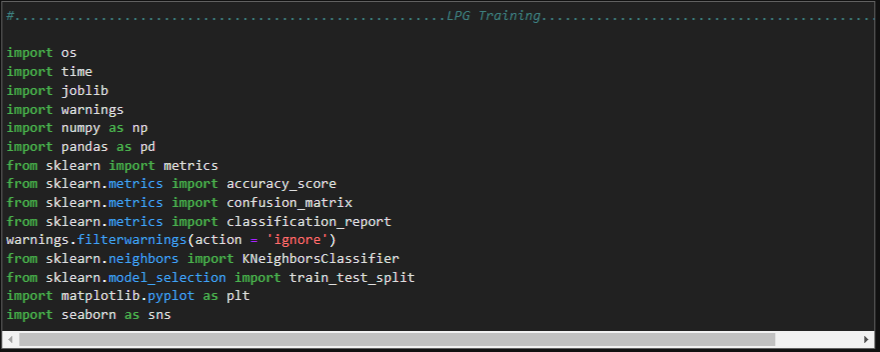 #.......................................................LPG Training...........................................
import os
import time
import joblib
import warnings
import numpy as np
import pandas as pd
from sklearn import metrics
from sklearn.metrics import accuracy_score
from sklearn.metrics import confusion_matrix
from sklearn.metrics import classification_report
warnings.filterwarnings(action = 'ignore')
from sklearn.neighbors import KNeighborsClassifier
from sklearn.model_selection import train_test_split
import matplotlib.pyplot as plt
import seaborn as sns